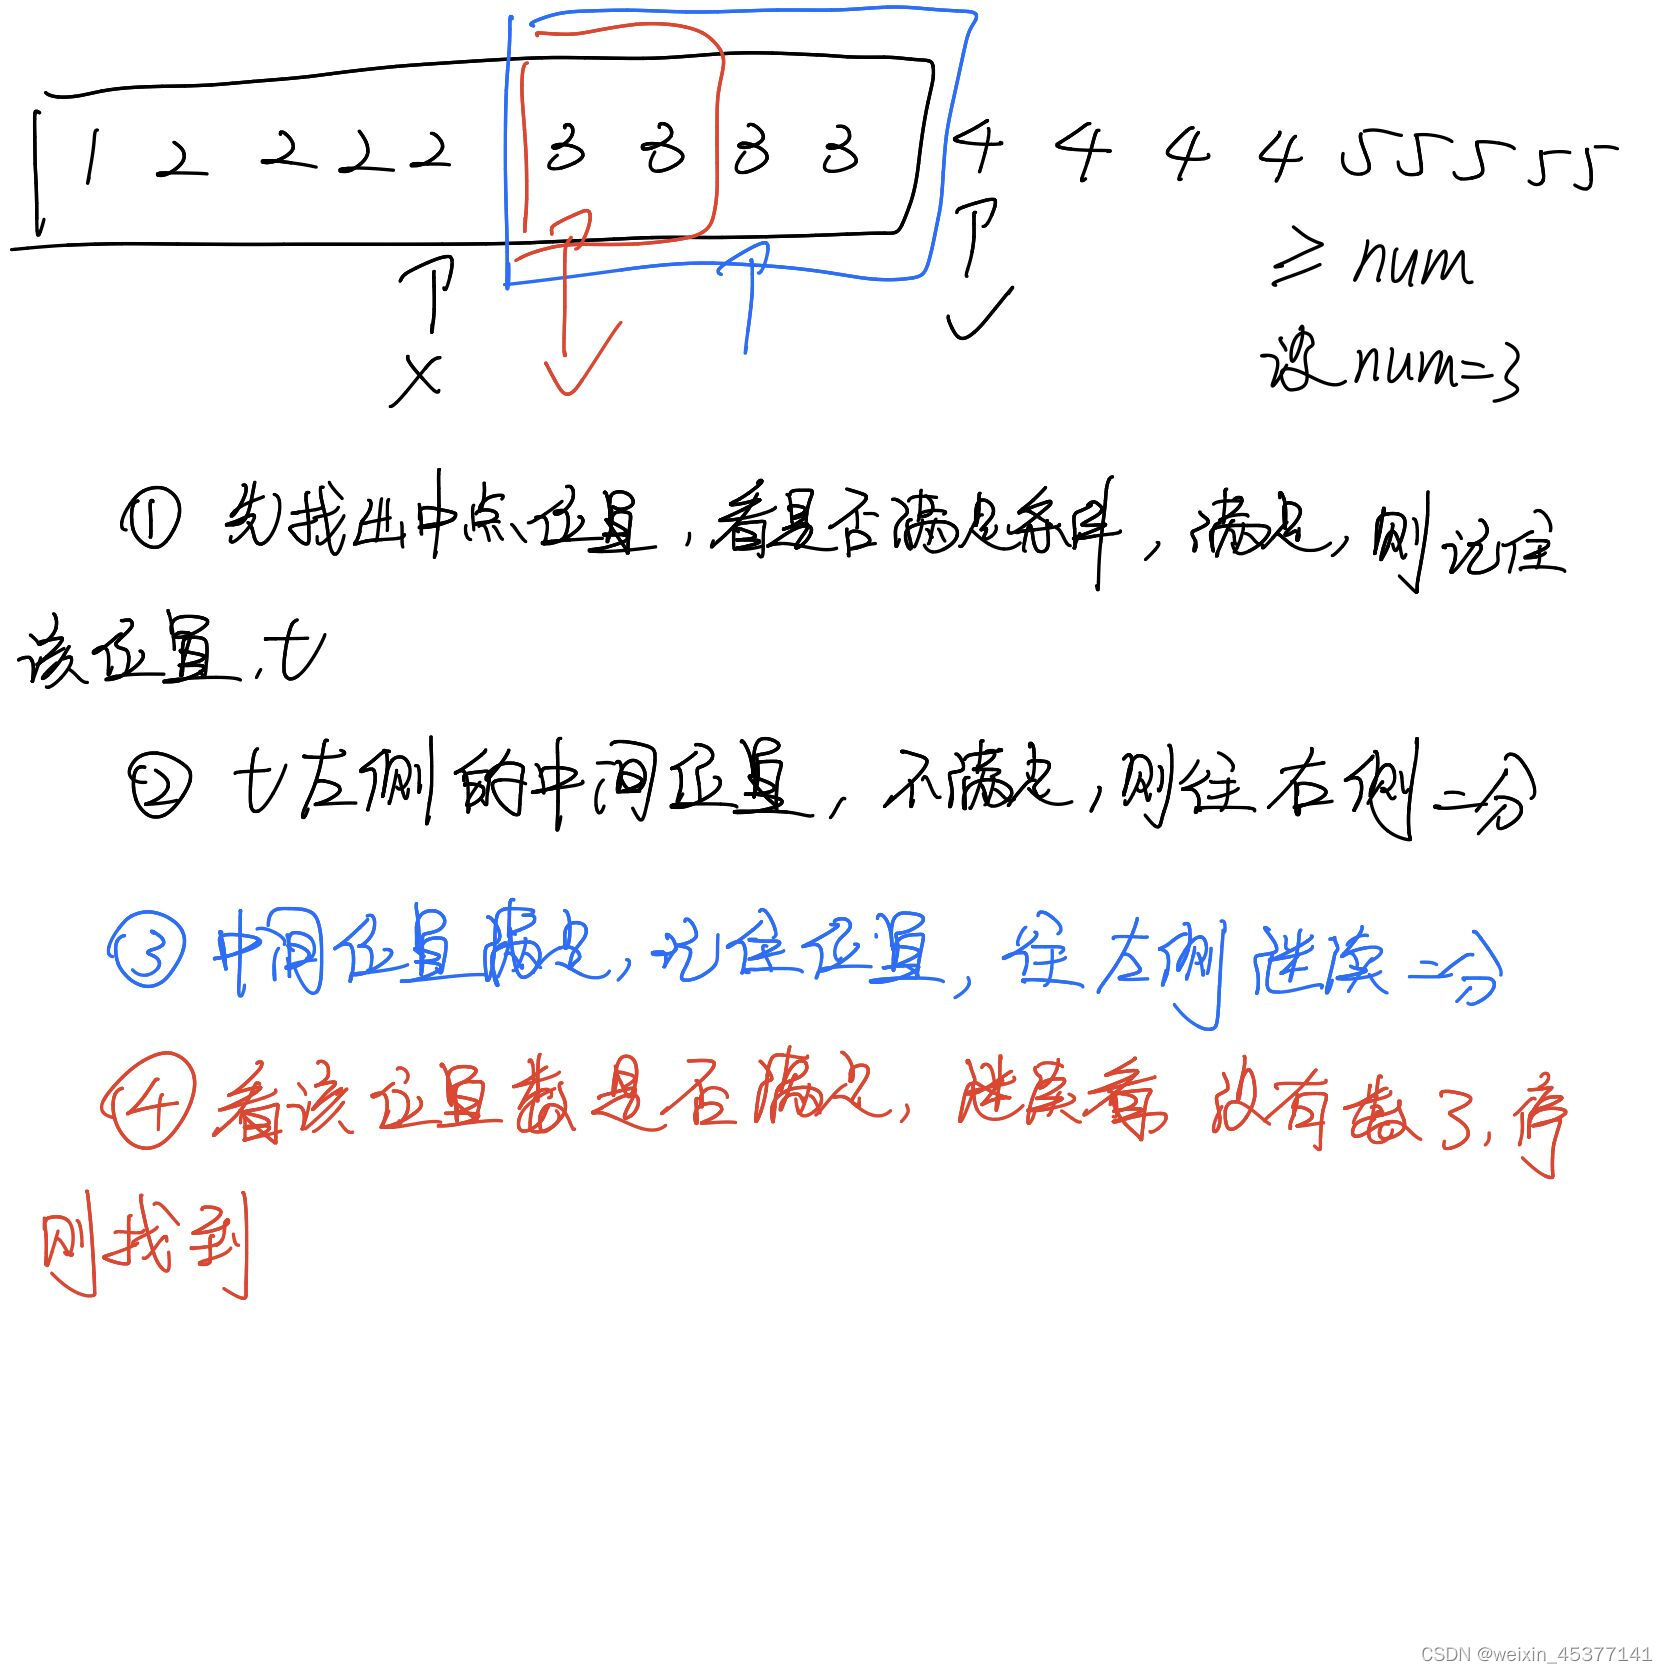 1 2 2 2 2 3 3 3 3 4 4 4 4 5 5 5 5 5
≥ num
X
设 num=3
① 先找出中点位置,看是否满足条件,满足,则记住
该位置,t
② t左侧的中间位置,不满足,则往右侧二分
③ 中间位置满足,记住位置,往左侧继续二分
④ 看该位置数是否满足,继续看 没有数了,停
则找到
CSDN @weixin_45377141